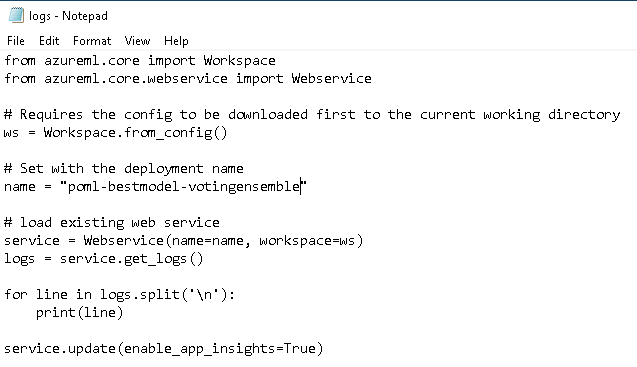 logs - Notepad
File Edit Format View Help
from azureml.core import Workspace
from azureml.core.webservice import Webservice
# Requires the config to be downloaded first to the current working directory
ws = Workspace.from_config()
# Set with the deployment name
name = "poml-bestmodel-votingensemble"
# load existing web service
service = Webservice(name=name, workspace=ws)
logs = service.get_logs()
for line in logs.split('\n'):
    print(line)
service.update(enable_app_insights=True)